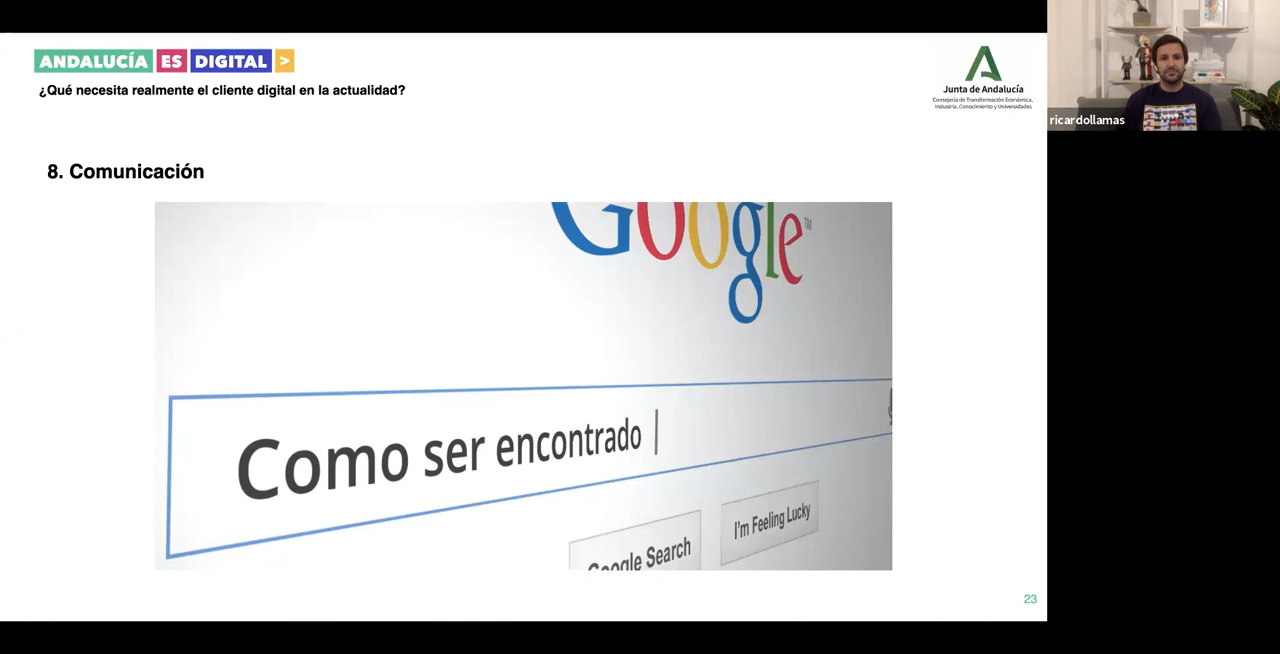 ANDALUCÍA ES DIGITAL >
¿Qué necesita realmente el cliente digital en la actualidad?
Junta de Andalucía
Consejería de Transformación Económica,
Industria, Conocimiento y Universidades
ricardollamas
8. Comunicación
Google™
Como ser encontrado
I'm Feeling Lucky
Google Search
23